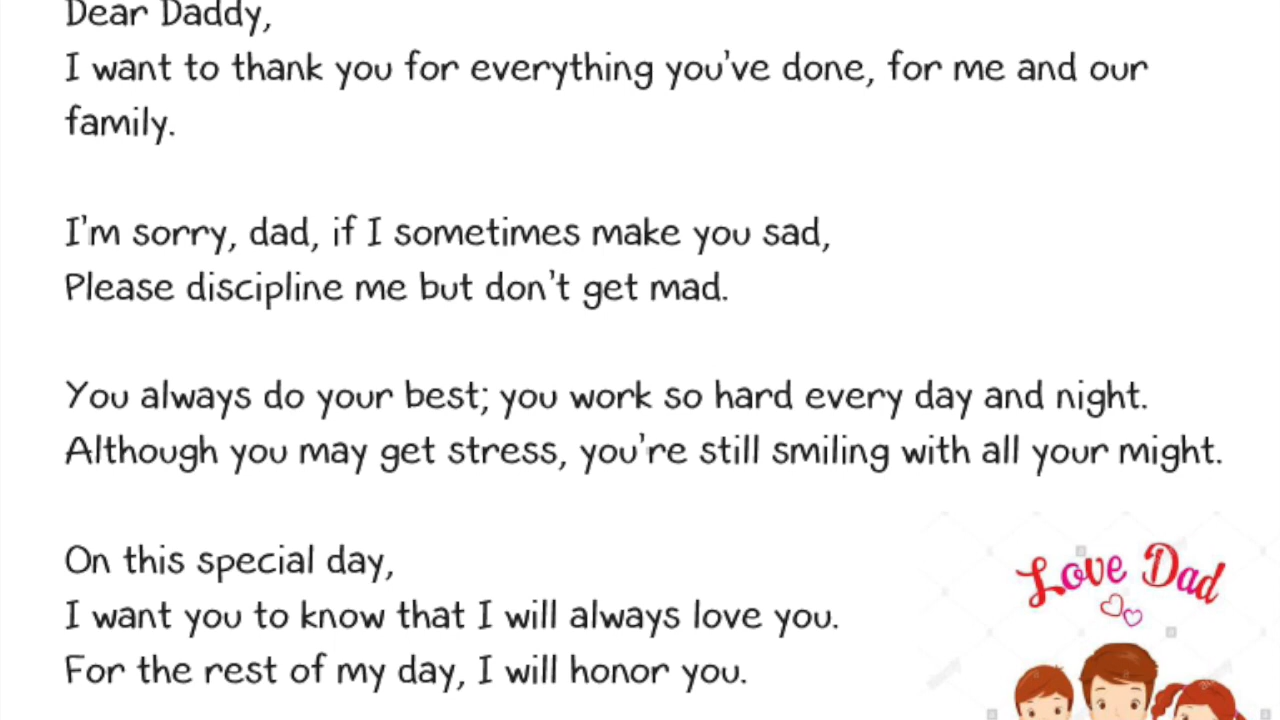 Dear Daddy,
I want to thank you for everything you've done, for me and our
family.
I'm sorry, dad, if I sometimes make you sad,
Please discipline me but don't get mad.
You always do your best; you work so hard every day and night.
Although you may get stress, you're still smiling with all your might.
On this special day,
I want you to know that I will always love you.
For the rest of my day, I will honor you.
Love Dad